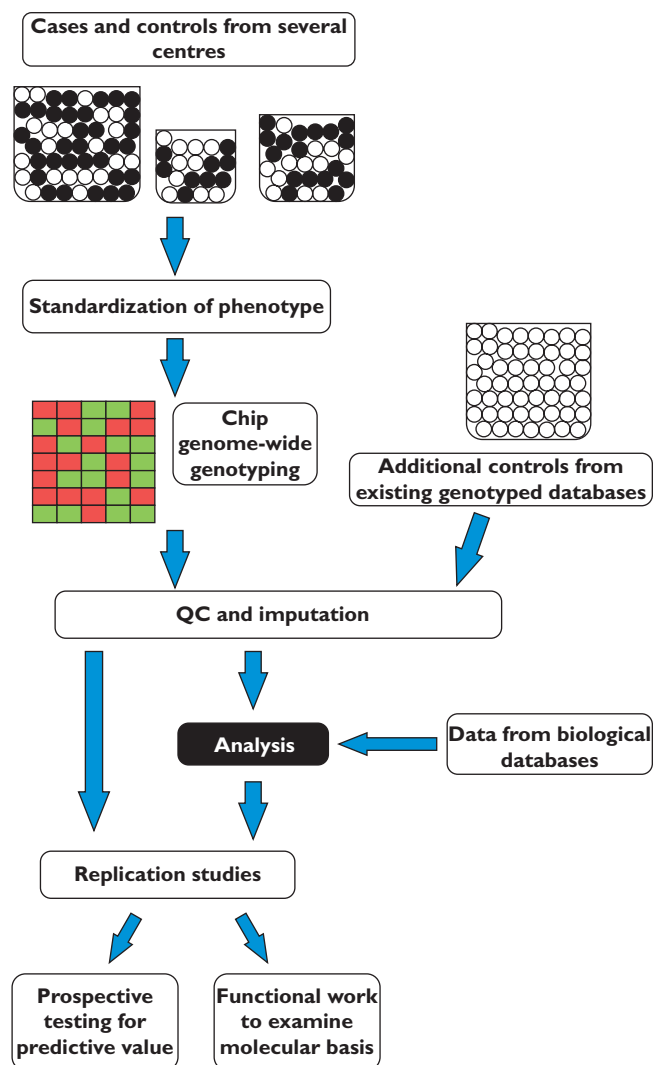 Cases and controls from several
centres
Standardization of phenotype
Chip
genome-wide
genotyping
Additional controls from
existing genotyped databases
QC and imputation
Analysis
Data from biological
databases
Replication studies
Prospective
testing for
predictive value
Functional work
to examine
molecular basis